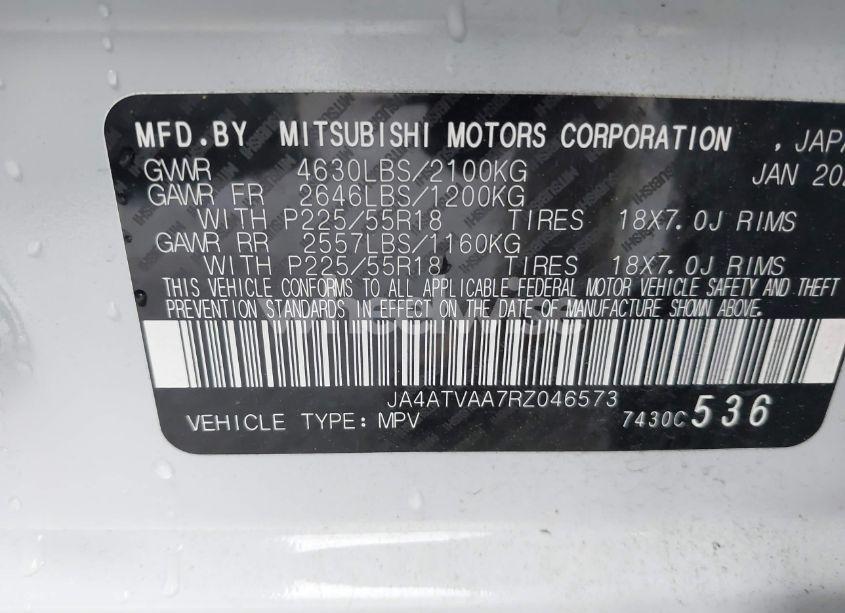 MFD.BY MITSUBISHI MOTORS CORPORATION , JAPA
GVWR 4630LBS/2100KG JAN 20
GAWR FR 2646LBS/1200KG
WITH P225/55R18 TIRES 18X7.0J RIMS
GAWR RR 2557LBS/1160KG
WITH P225/55R18 TIRES 18X7.0J RIMS
THIS VEHICLE CONFORMS TO ALL APPLICABLE FEDERAL MOTOR VEHICLE SAFETY AND THEFT
PREVENTION STANDARDS IN EFFECT ON THE DATE OF MANUFACTURE SHOWN ABOVE.
JA4ATVAA7RZ046573
VEHICLE TYPE: MPV 7430C 536